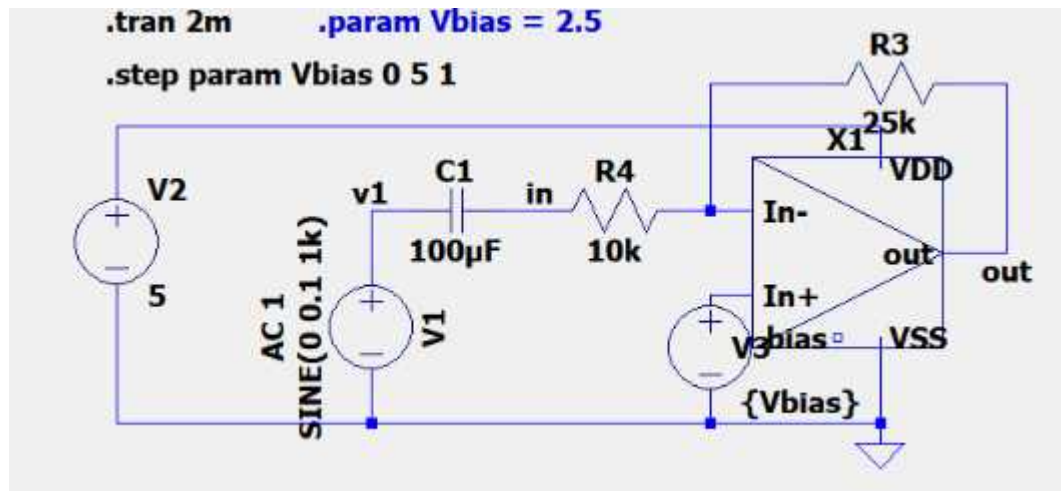 .tran 2m
.param Vbias = 2.5
.step param Vbias 0 5 1
R3
25k
X1
VDD
V2
5
v1
C1
100µF
in
R4
10k
In-
out
out
In+
AC 1
SINE(0 0.1 1k)
V1
V3
bias
VSS
{Vbias}